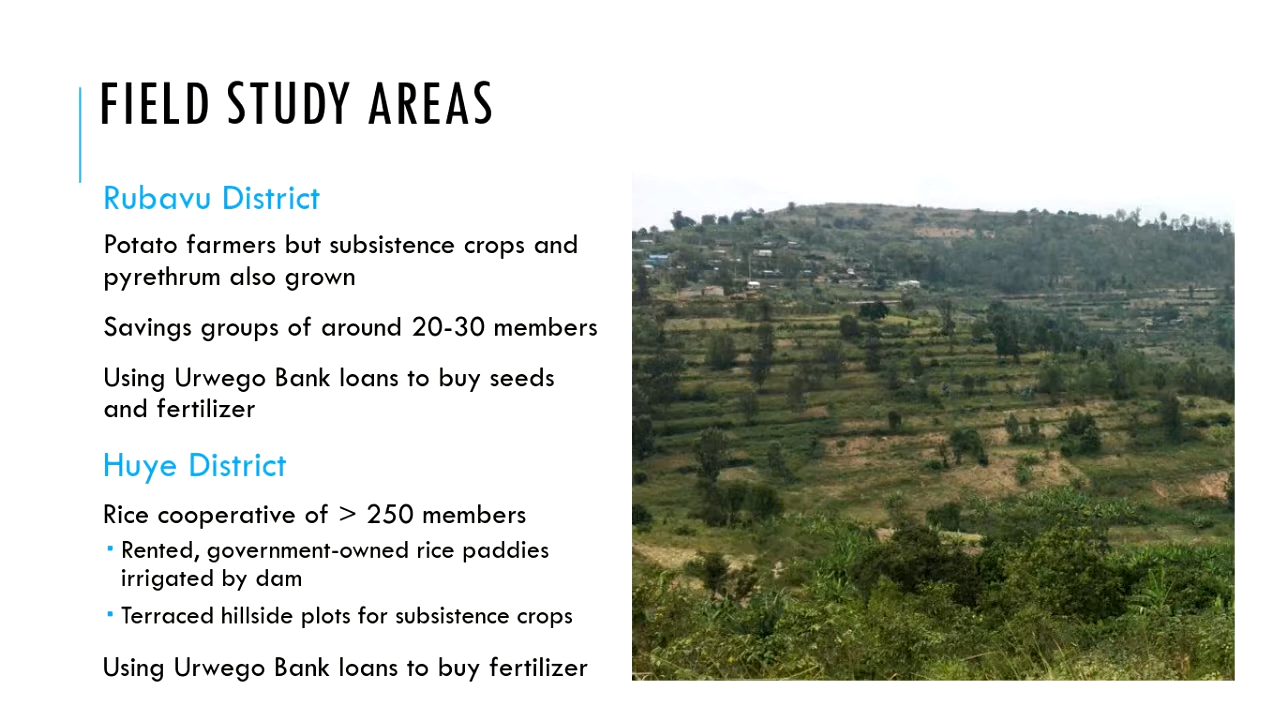 FIELD STUDY AREAS
Rubavu District
Potato farmers but subsistence crops and
pyrethrum also grown
Savings groups of around 20-30 members
Using Urwego Bank loans to buy seeds
and fertilizer
Huye District
Rice cooperative of > 250 members
▪ Rented, government-owned rice paddies
irrigated by dam
▪ Terraced hillside plots for subsistence crops
Using Urwego Bank loans to buy fertilizer